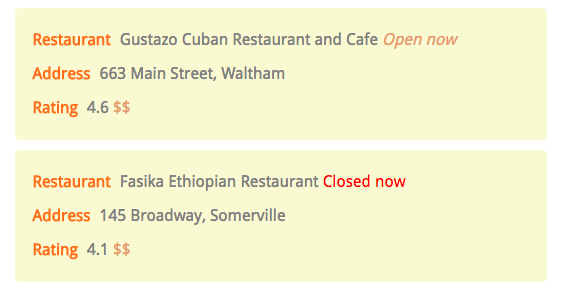 Restaurant Gustazo Cuban Restaurant and Cafe Open now
Address 663 Main Street, Waltham
Rating 4.6 $$
Restaurant Fasika Ethiopian Restaurant Closed now
Address 145 Broadway, Somerville
Rating 4.1 $$